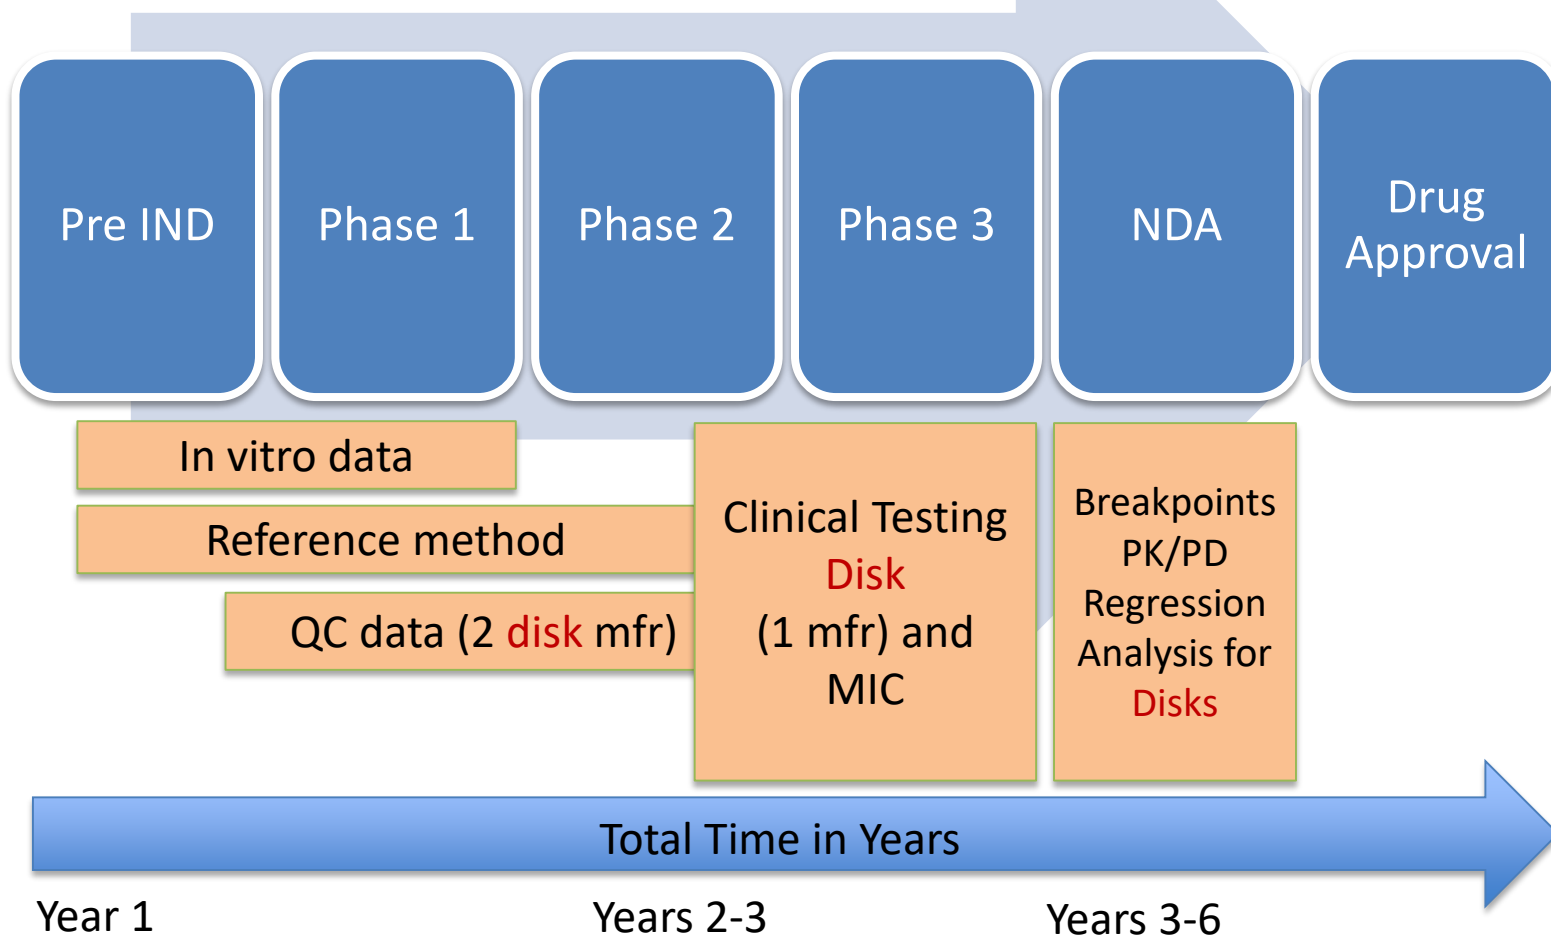 Pre IND
Phase 1
Phase 2
Phase 3
NDA
Drug
Approval
In vitro data
Reference method
QC data (2 disk mfr)
Clinical Testing
Disk
(1 mfr) and
MIC
Breakpoints
PK/PD
Regression
Analysis for
Disks
Total Time in Years
Year 1
Years 2-3
Years 3-6